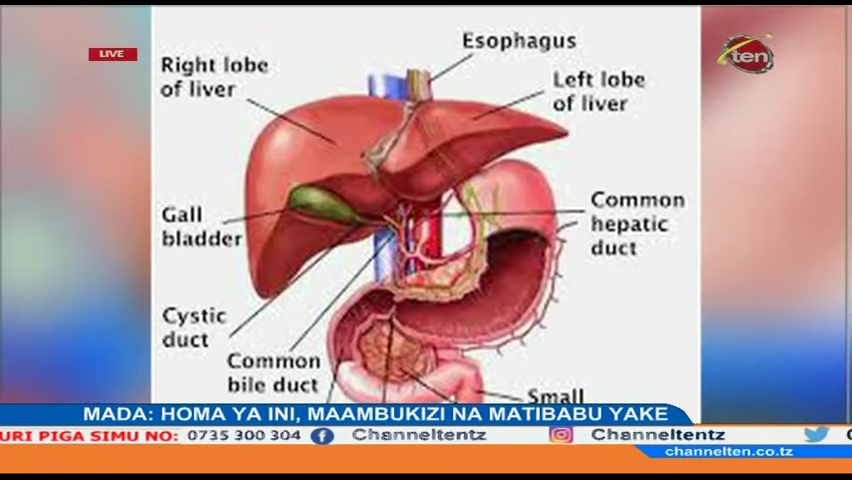 LIVE
ten
Esophagus
Right lobe
of liver
Left lobe
of liver
Gall
bladder
Common
hepatic
duct
Cystic
duct
Common
bile duct
Small
MADA: HOMA YA INI, MAAMBUKIZI NA MATIBABU YAKE
URI PIGA SIMU NO: 0735 300 304 Channeltentz Channeltentz
channelten.co.tz